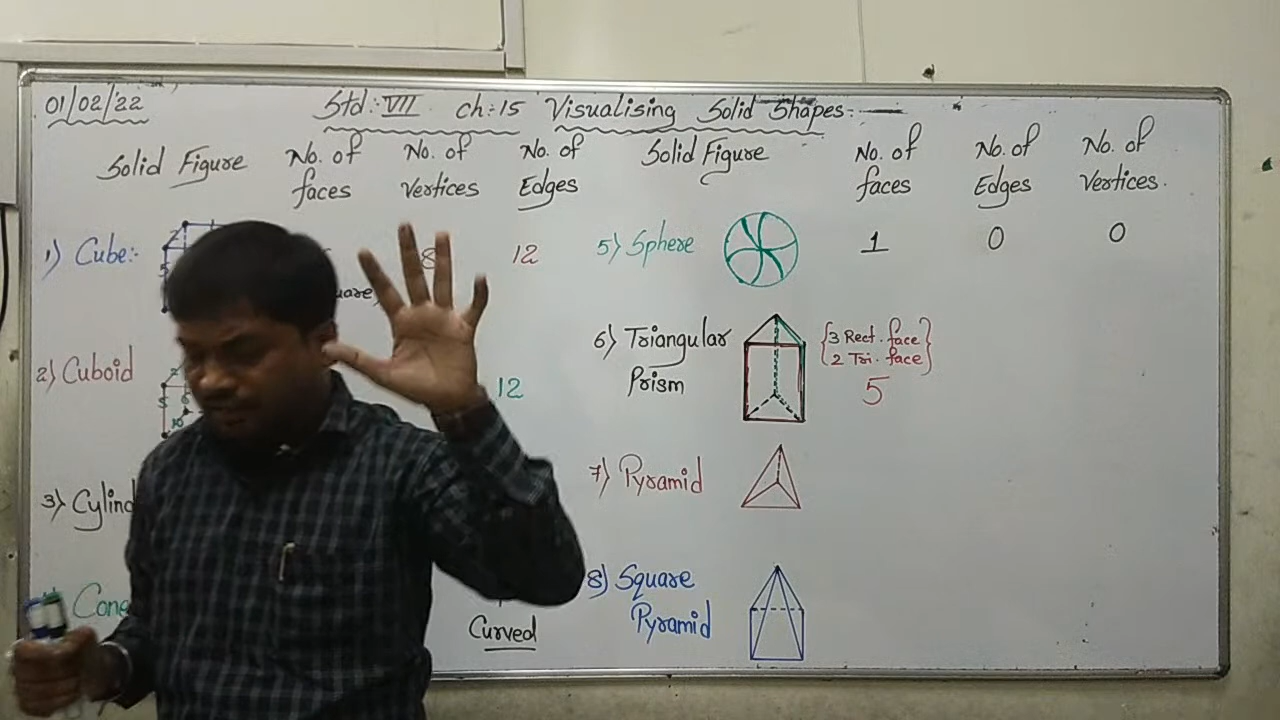 01/02/22
Std:-VII ch:15 Visualising Solid Shapes:-
Solid Figure No. of faces No. of Vertices No. of Edges
Solid Figure No. of faces No. of Edges No. of Vertices.
1) Cube:- 8 12
2) Cuboid 12
10
3)
Cone
Curved
5) Sphere 1 0 0
6) Triangular Prism
{3 Rect. face}
{2 Tri. face}
5
7) Pyramid
8) Square
Pyramid